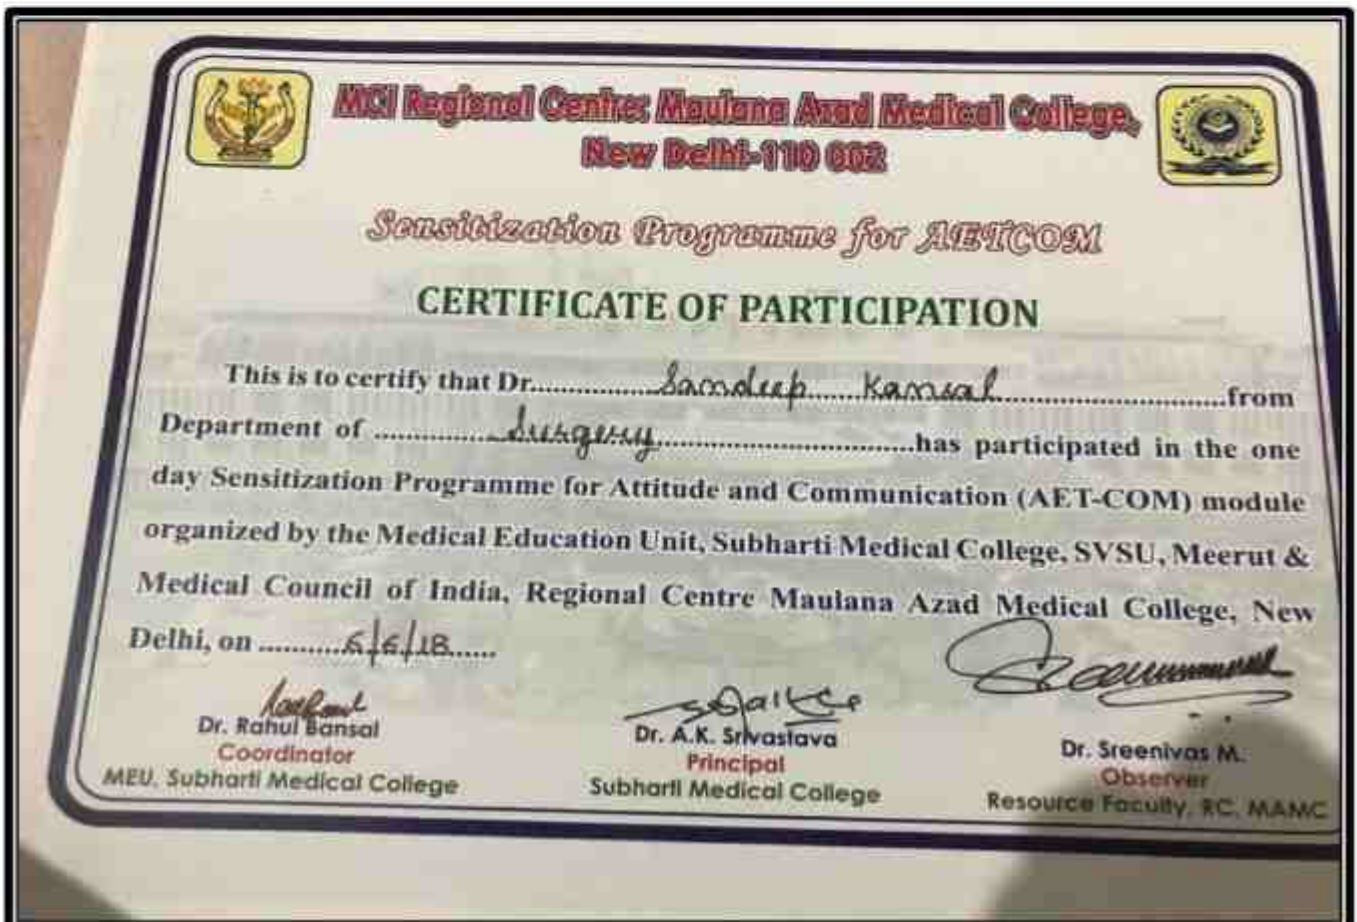 MCI Regional Centre: Maulana Azad Medical College,
New Delhi-110 002
Sensitization Programme for AETCOM
CERTIFICATE OF PARTICIPATION
This is to certify that Dr..............Sandeep Kansal..........................from
Department of ..............Surgery..............................has participated in the one
day Sensitization Programme for Attitude and Communication (AET-COM) module
organized by the Medical Education Unit, Subharti Medical College, SVSU, Meerut &
Medical Council of India, Regional Centre Maulana Azad Medical College, New
Delhi, on ..........6/6/18......
Dr. Rahul Bansal
Coordinator
MEU, Subharti Medical College
Dr. A.K. Srivastava
Principal
Subharti Medical College
Dr. Sreenivas M.
Observer
Resource Faculty, RC, MAMC